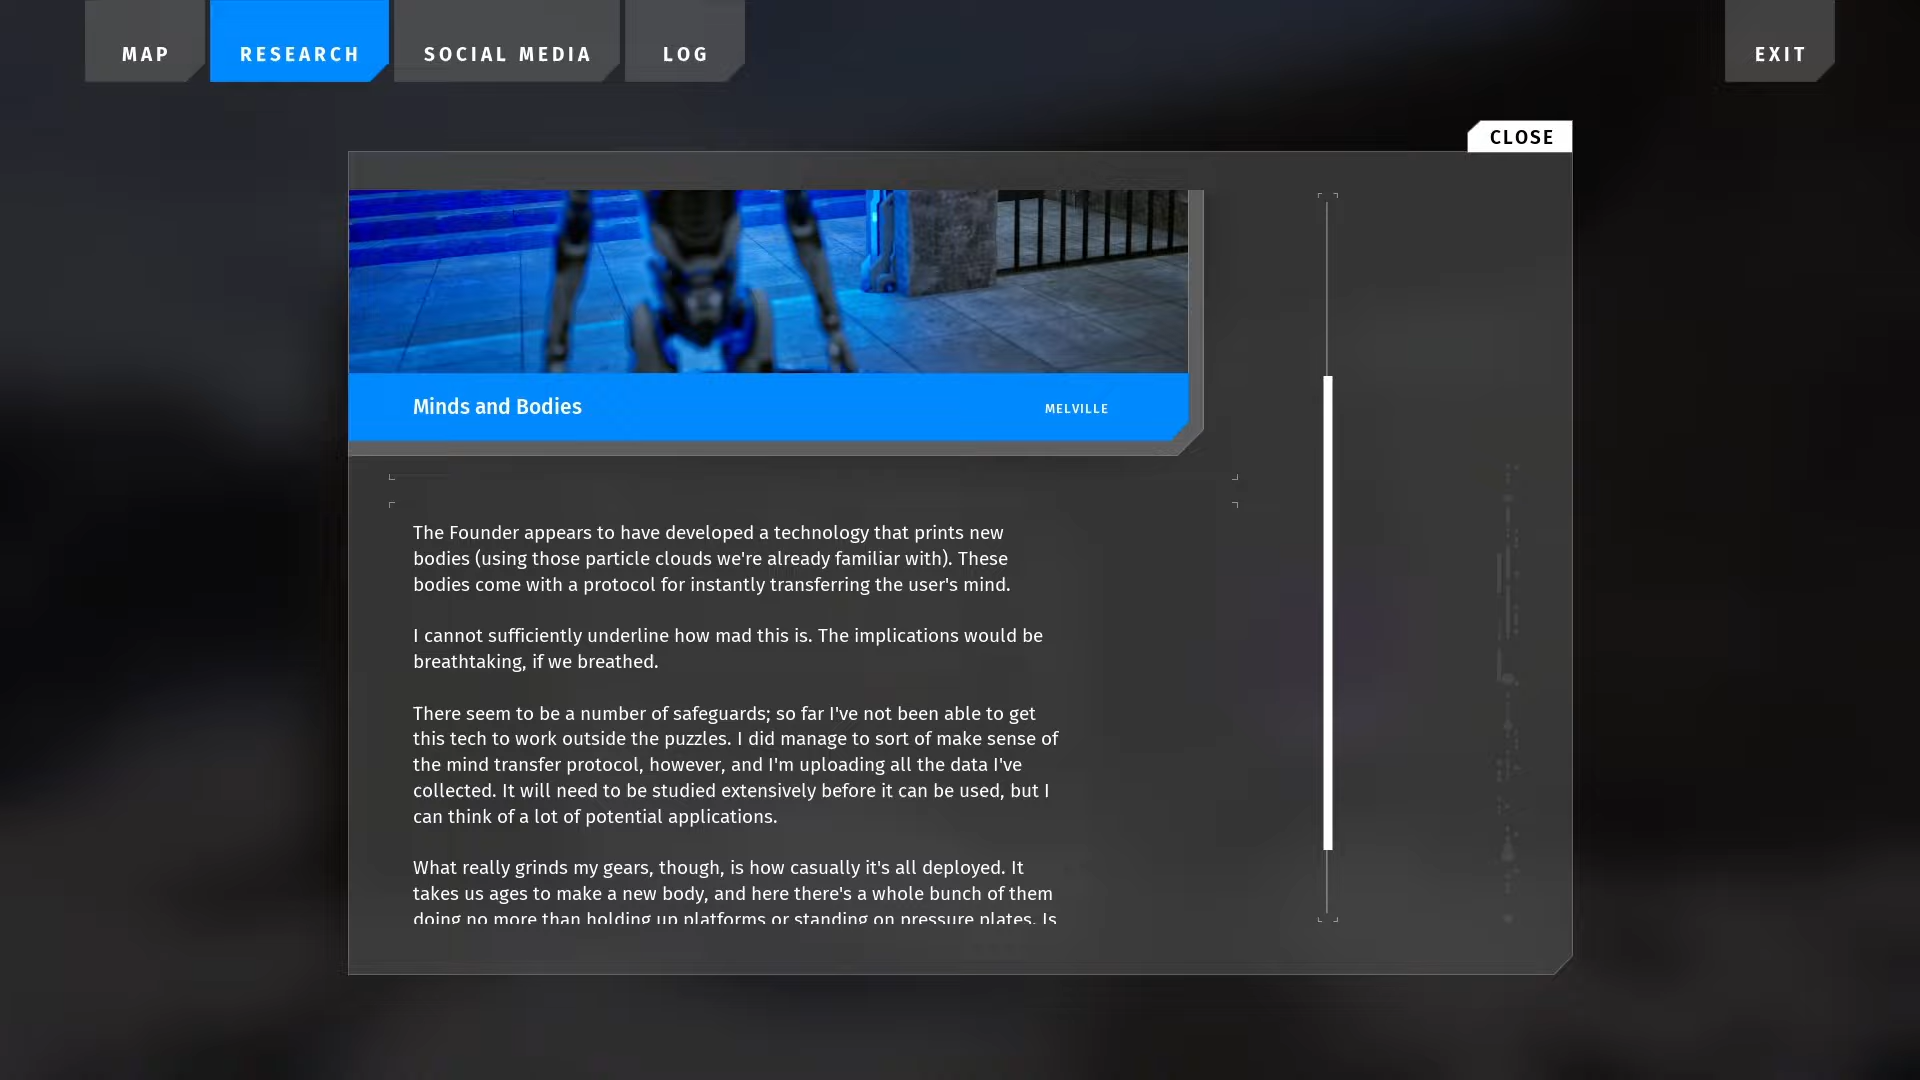 MAP
RESEARCH
SOCIAL MEDIA
LOG
EXIT
CLOSE
Minds and Bodies
MELVILLE
The Founder appears to have developed a technology that prints new
bodies (using those particle clouds we're already familiar with). These
bodies come with a protocol for instantly transferring the user's mind.
I cannot sufficiently underline how mad this is. The implications would be
breathtaking, if we breathed.
There seem to be a number of safeguards; so far I've not been able to get
this tech to work outside the puzzles. I did manage to sort of make sense of
the mind transfer protocol, however, and I'm uploading all the data I've
collected. It will need to be studied extensively before it can be used, but I
can think of a lot of potential applications.
What really grinds my gears, though, is how casually it's all deployed. It
takes us ages to make a new body, and here there's a whole bunch of them
doing no more than holding up platforms or standing on pressure plates. Is